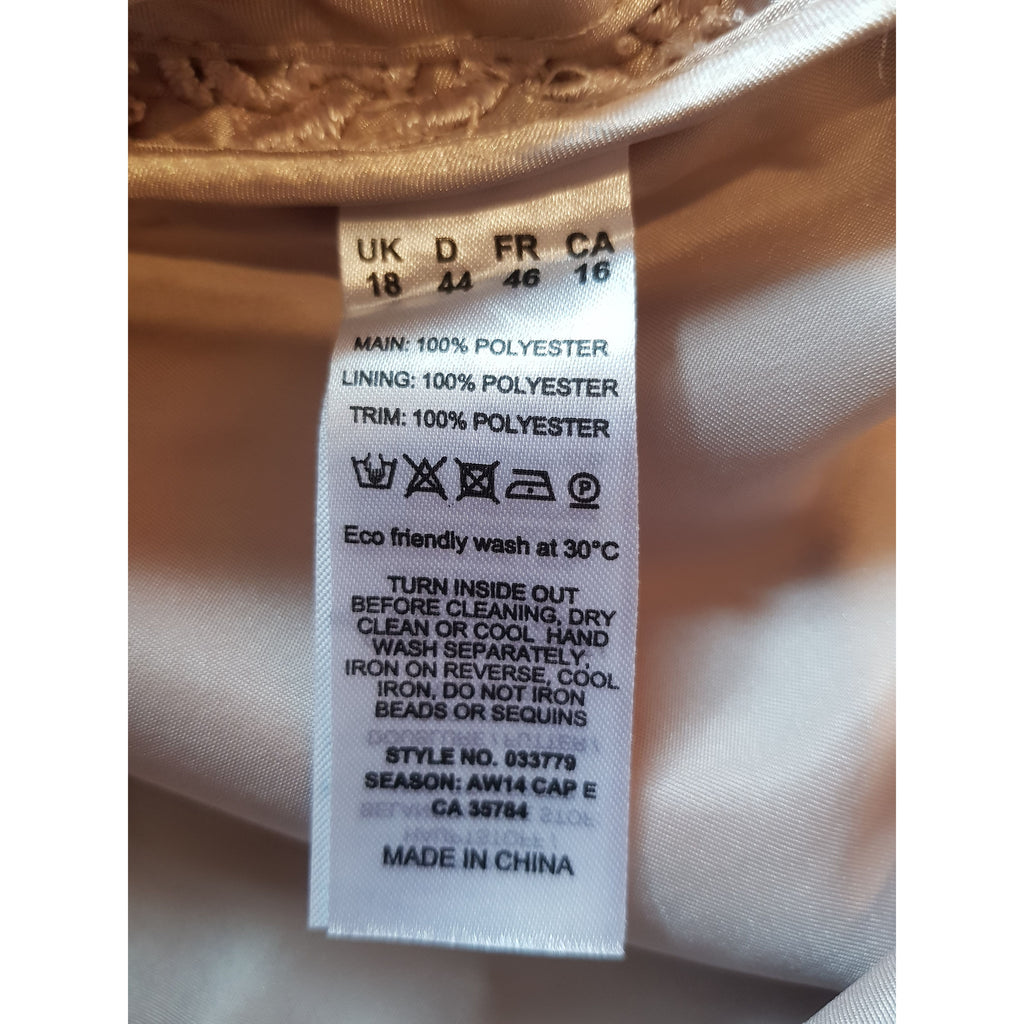 UK D FR CA
18 44 46 16
MAIN: 100% POLYESTER
LINING: 100% POLYESTER
TRIM: 100% POLYESTER
P
Eco friendly wash at 30°C
TURN INSIDE OUT
BEFORE CLEANING, DRY
CLEAN OR COOL HAND
WASH SEPARATELY,
IRON ON REVERSE, COOL
IRON, DO NOT IRON
BEADS OR SEQUINS
STYLE NO. 033779
SEASON: AW14 CAP E
CA 35784
MADE IN CHINA